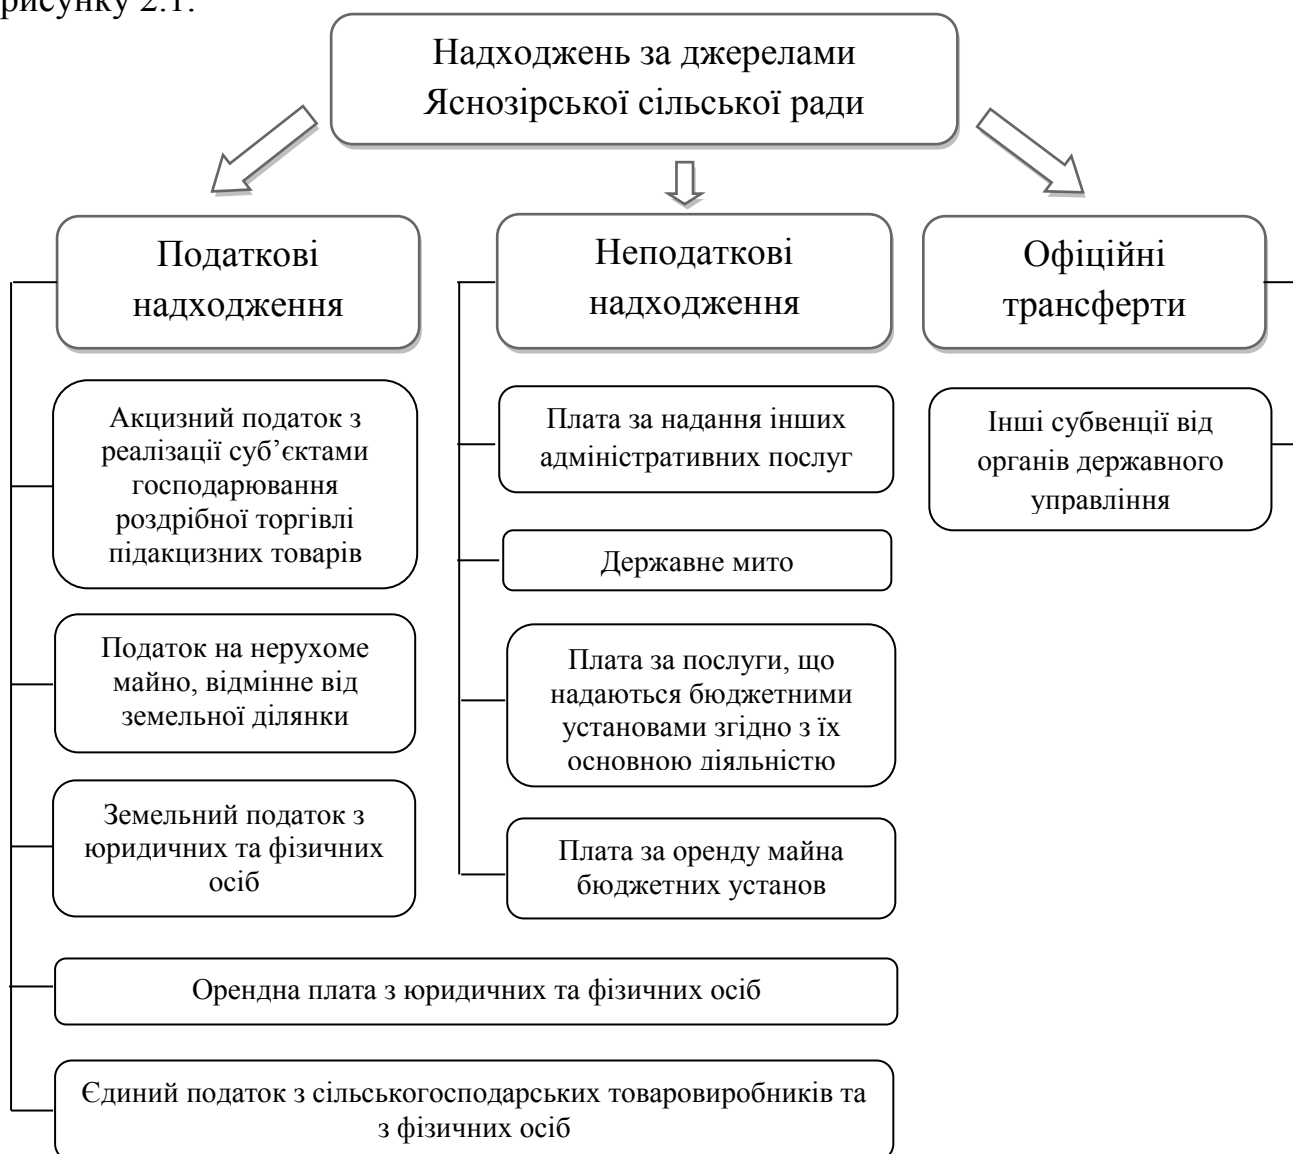 рисунку 2.1.
Надходжень за джерелами
Яснозірської сільської ради
Податкові
надходження
Неподаткові
надходження
Офіційні
трансферти
Акцизний податок з
реалізації суб’єктами
господарювання
роздрібної торгівлі
підакцизних товарів
Податок на нерухоме
майно, відмінне від
земельної ділянки
Земельний податок з
юридичних та фізичних
осіб
Плата за надання інших
адміністративних послуг
Державне мито
Плата за послуги, що
надаються бюджетними
установами згідно з їх
основною діяльністю
Плата за оренду майна
бюджетних установ
Інші субвенції від
органів державного
управління
Орендна плата з юридичних та фізичних осіб
Єдиний податок з сільськогосподарських товаровиробників та
з фізичних осіб